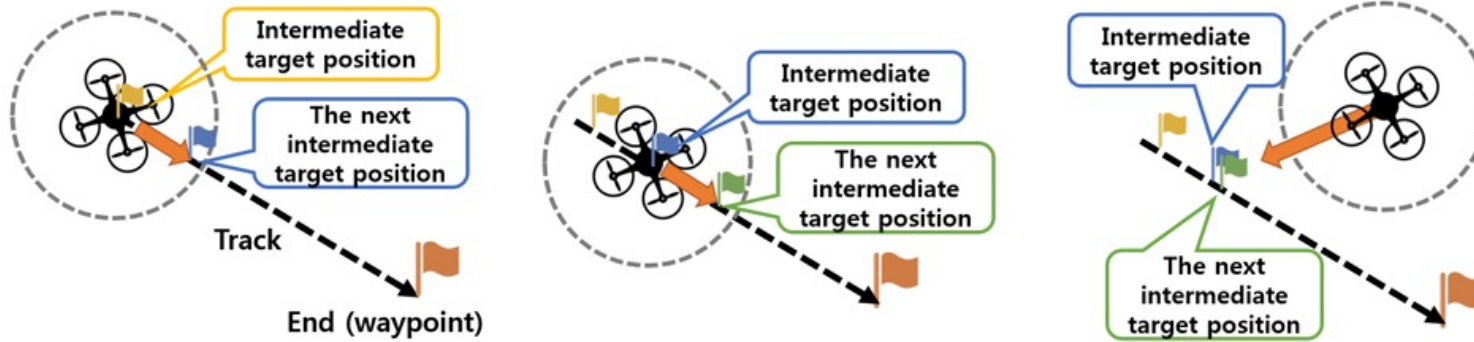 Intermediate
target position
The next
intermediate
target position
Track
End (waypoint)
Intermediate
target position
The next
intermediate
target position
Intermediate
target position
The next
intermediate
target position